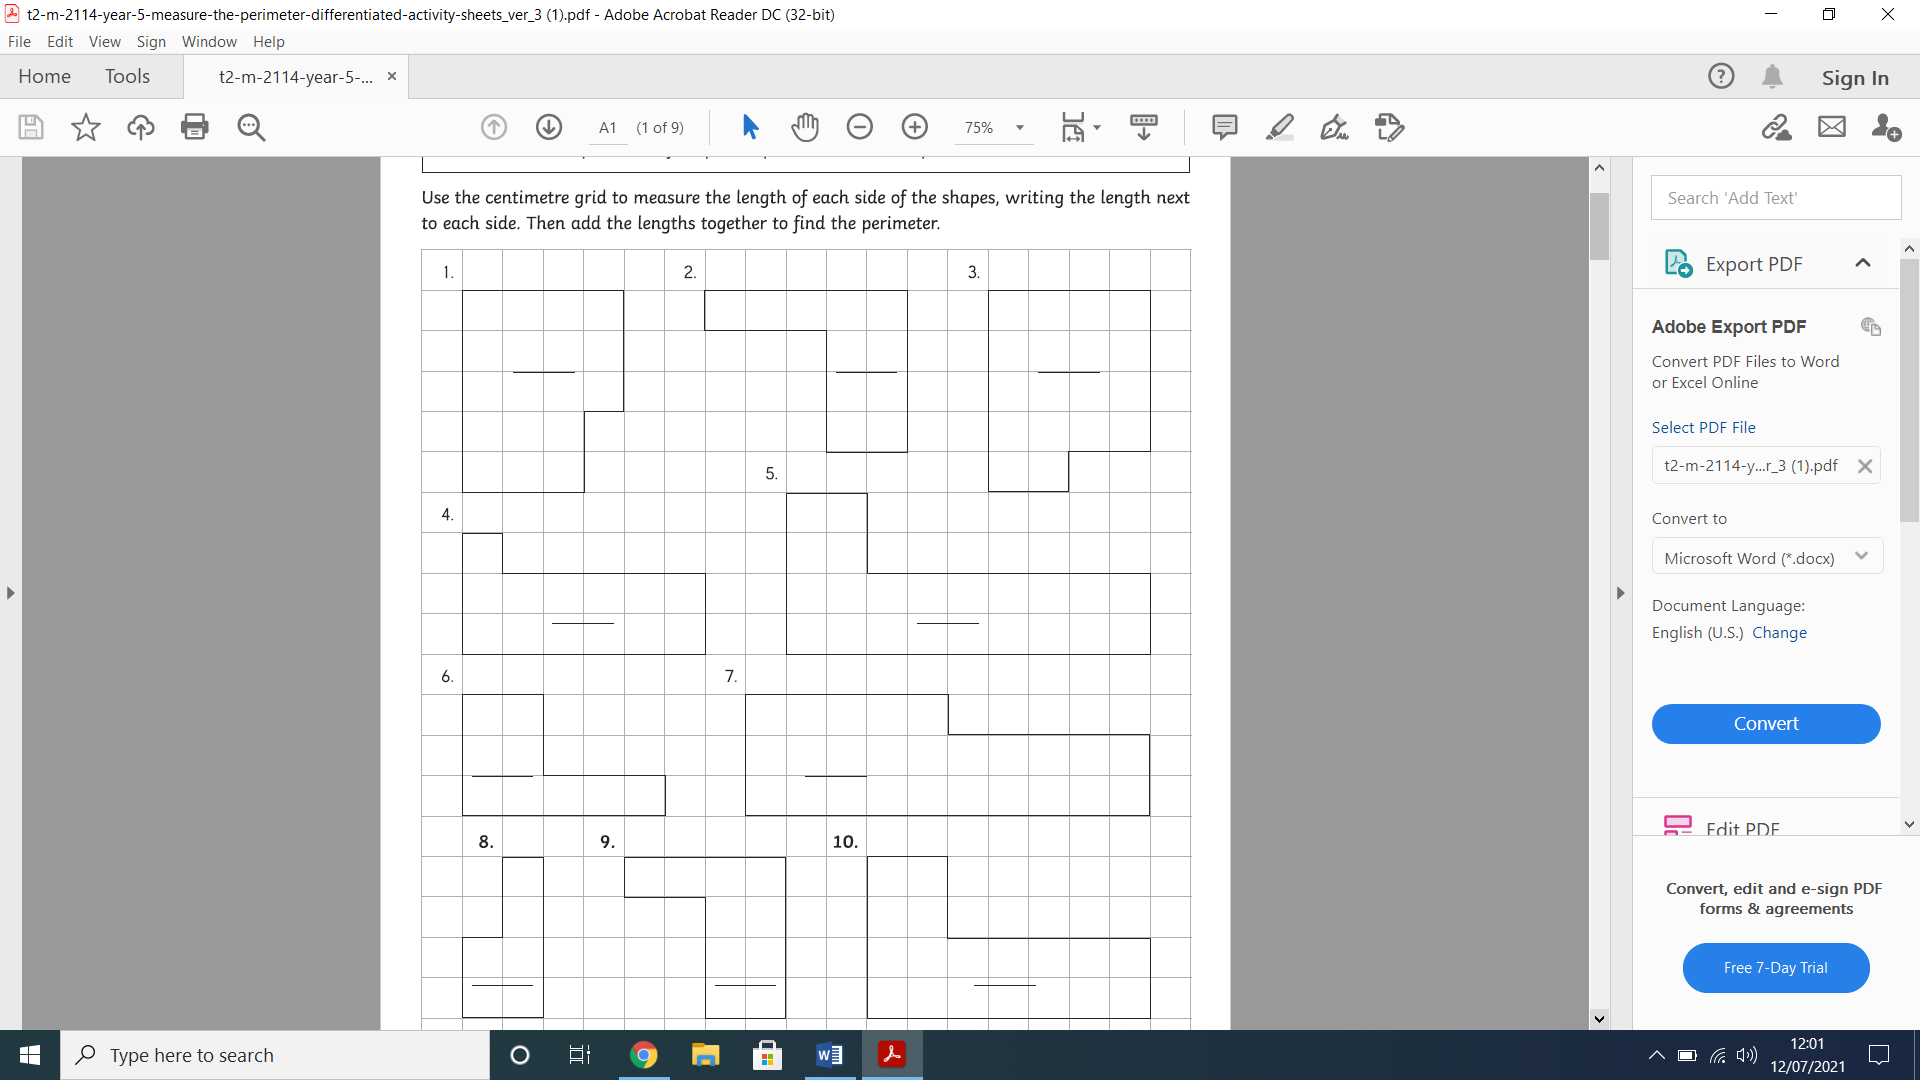 t2-m-2114-year-5-measure-the-perimeter-differentiated-activity-sheets_ver_3 (1).pdf - Adobe Acrobat Reader DC (32-bit)
File Edit View Sign Window Help
Home Tools t2-m-2114-year-5-... Sign In
A1 (1 of 9) 75%
Use the centimetre grid to measure the length of each side of the shapes, writing the length next
to each side. Then add the lengths together to find the perimeter.
1. 2. 3.
5.
4.
6. 7.
8. 9. 10.
Search 'Add Text'
Export PDF
Adobe Export PDF
Convert PDF Files to Word
or Excel Online
Select PDF File
t2-m-2114-y...r_3 (1).pdf
Convert to
Microsoft Word (*.docx)
Document Language:
English (U.S.) Change
Convert
Edit PDF
Convert, edit and e-sign PDF
forms & agreements
Free 7-Day Trial
Type here to search
12:01
12/07/2021